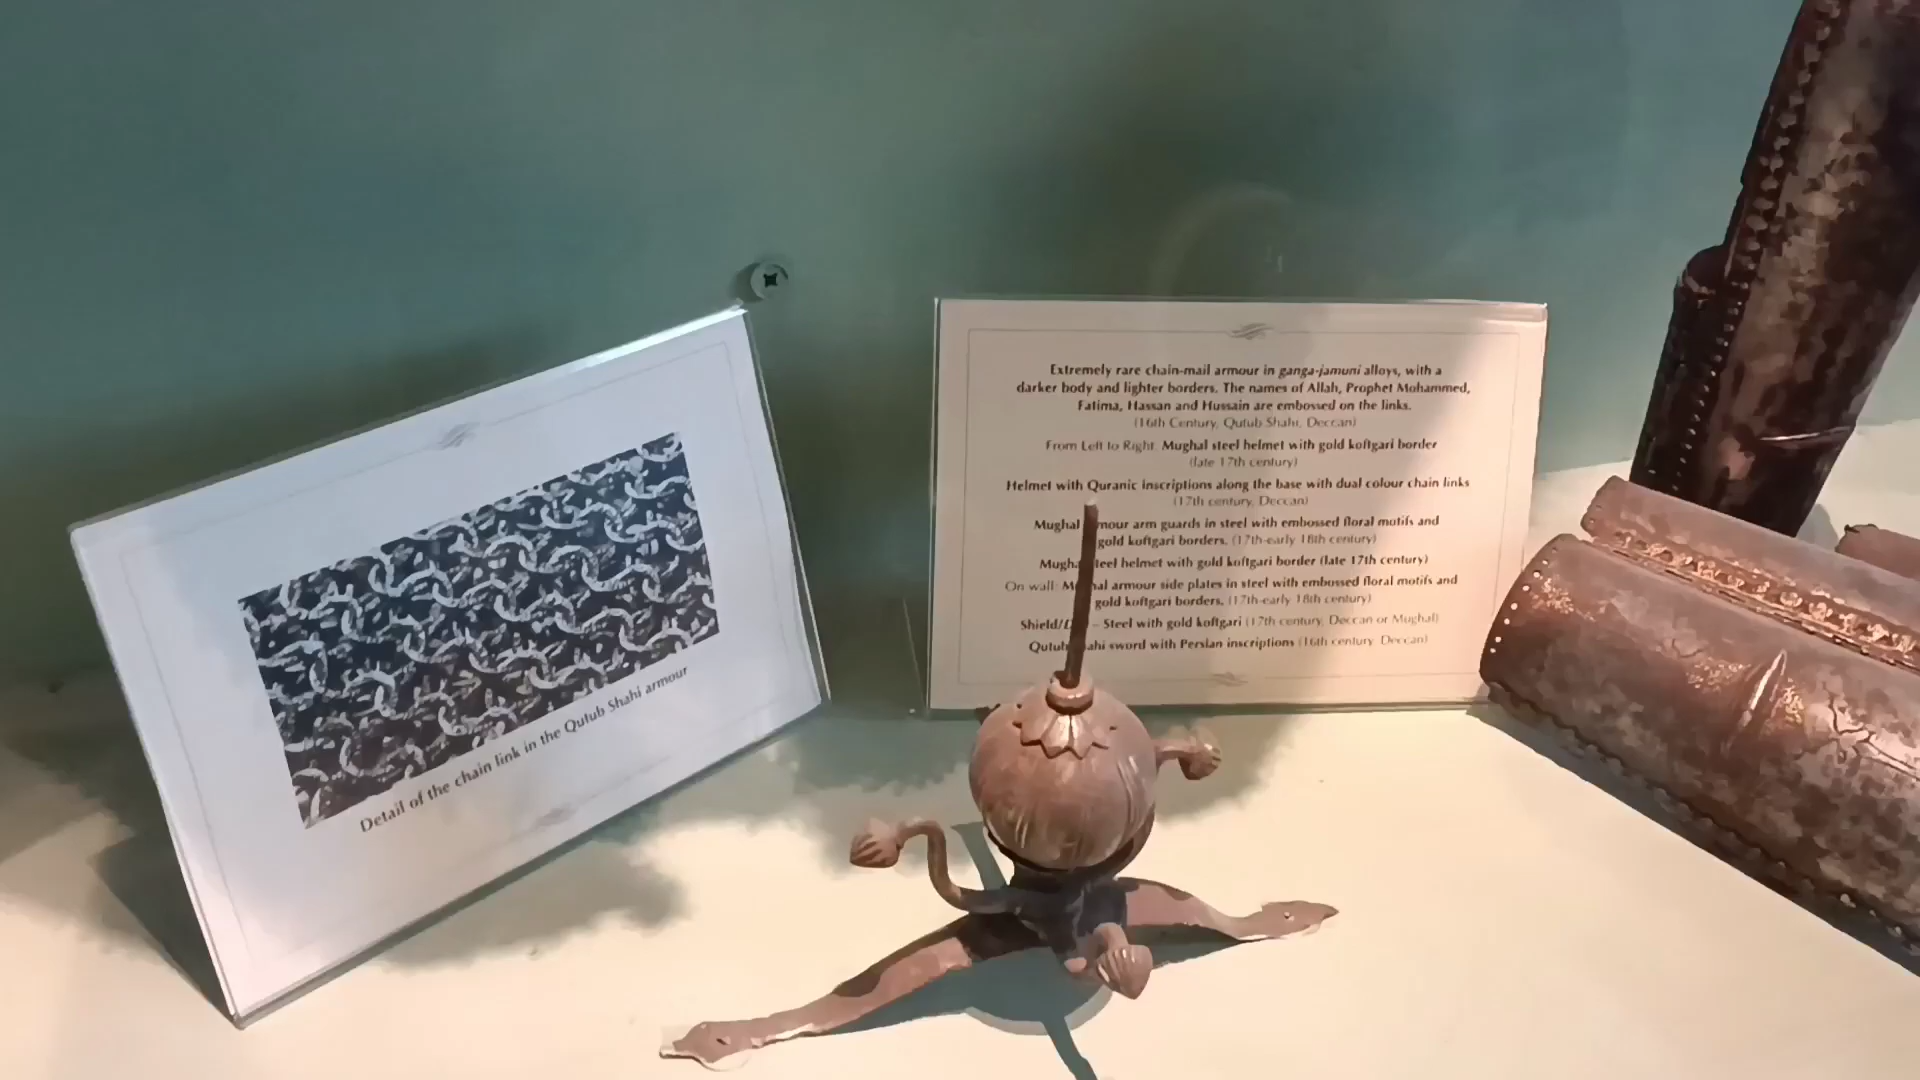 Detail of the chain link in the Qutub Shahi armour
Extremely rare chain-mail armour in ganga-jamuni alloys, with a
darker body and lighter borders. The names of Allah, Prophet Mohammed,
Fatima, Hassan and Hussain are embossed on the links.
(16th Century, Qutub Shahi, Deccan)
From Left to Right: Mughal steel helmet with gold koftgari border
(late 17th century)
Helmet with Quranic inscriptions along the base with dual colour chain links
(17th century, Deccan)
Mughal mour arm guards in steel with embossed floral motifs and
gold koftgari borders. (17th-early 18th century)
Mugha teel helmet with gold koftgari border (late 17th century)
On wall: M hal armour side plates in steel with embossed floral motifs and
gold koftgari borders. (17th-early 18th century)
Shield/ – Steel with gold koftgari (17th century, Deccan or Mughal)
Qutub ahi sword with Persian inscriptions (16th century, Deccan)